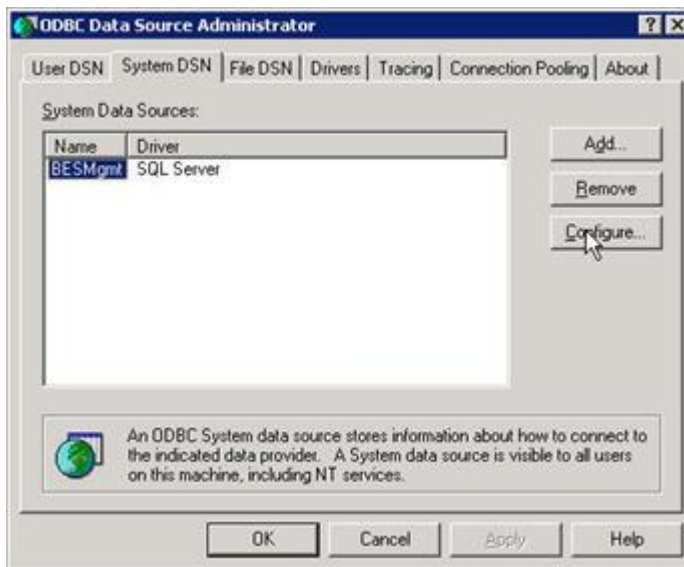 ODBC Data Source Administrator
User DSN System DSN File DSN Drivers Tracing Connection Pooling About
System Data Sources:
Name Driver
BESMgmt SQL Server
Add...
Remove
Configure...
An ODBC System data source stores information about how to connect to
the indicated data provider. A System data source is visible to all users
on this machine, including NT services.
OK Cancel Apply Help